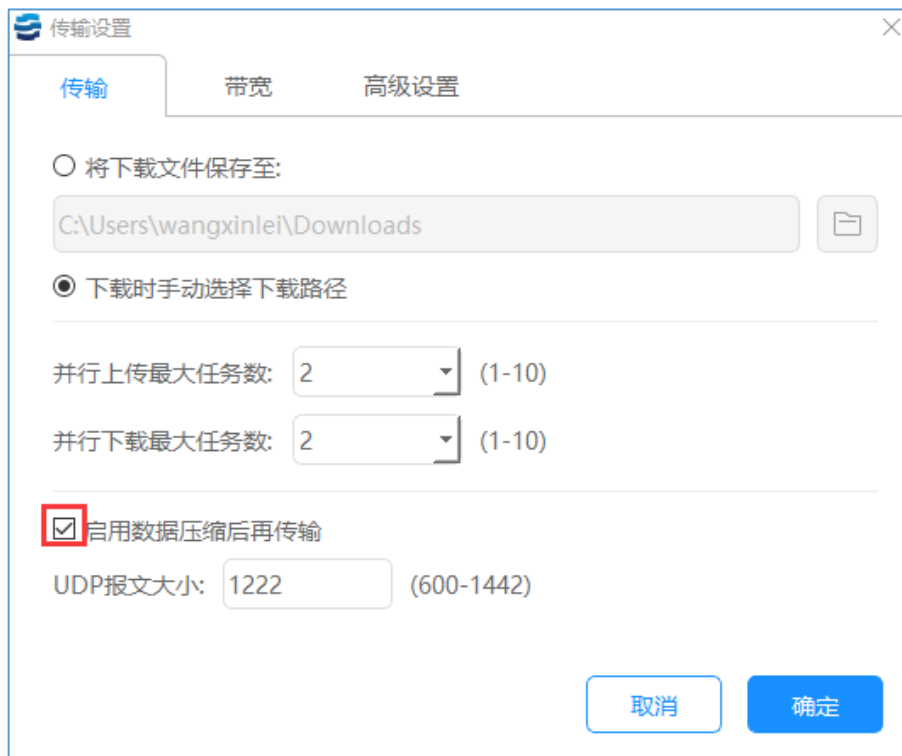 传输设置
传输 带宽 高级设置
将下载文件保存至:
C:\Users\wangxinlei\Downloads
下载时手动选择下载路径
并行上传最大任务数: 2 (1-10)
并行下载最大任务数: 2 (1-10)
启用数据压缩后再传输
UDP报文大小: 1222 (600-1442)
取消 确定